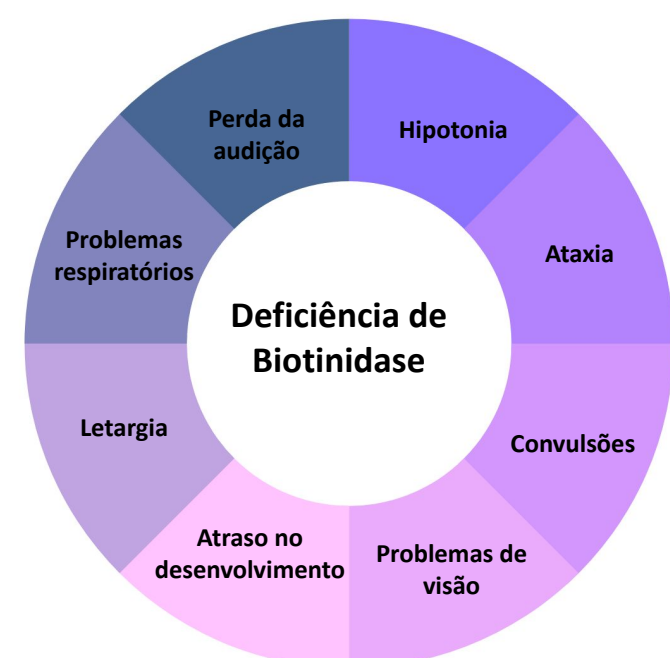 Perda da
audição
Hipotonia
Problemas
respiratórios
Ataxia
Deficiência de
Biotinidase
Letargia
Convulsões
Atraso no
desenvolvimento
Problemas de
visão